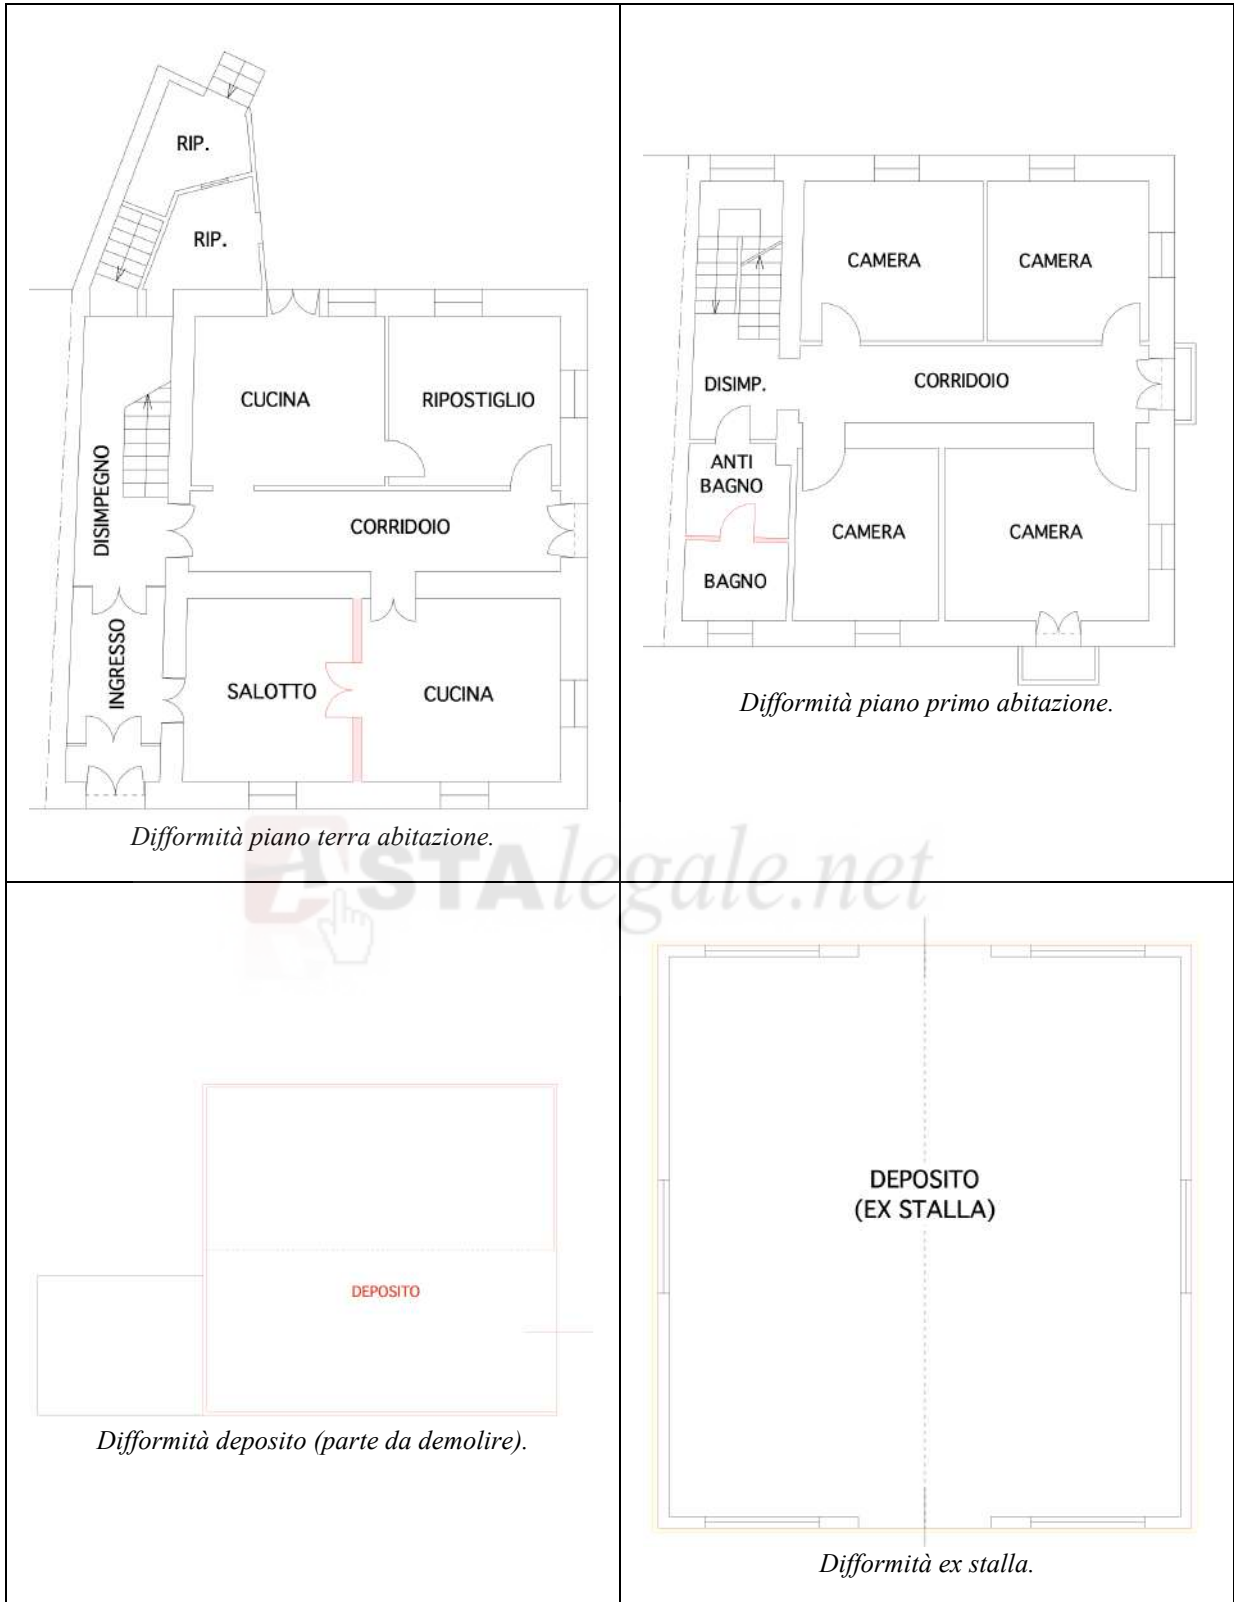 RIP.
RIP.
CUCINA
RIPOSTIGLIO
DISIMPEGNO
CORRIDOIO
INGRESSO
SALOTTO
CUCINA
Difformità piano terra abitazione.
CAMERA
CAMERA
DISIMP.
CORRIDOIO
ANTI
BAGNO
CAMERA
CAMERA
BAGNO
Difformità piano primo abitazione.
ASTAlegale.net
DEPOSITO
Difformità deposito (parte da demolire).
DEPOSITO
(EX STALLA)
Difformità ex stalla.